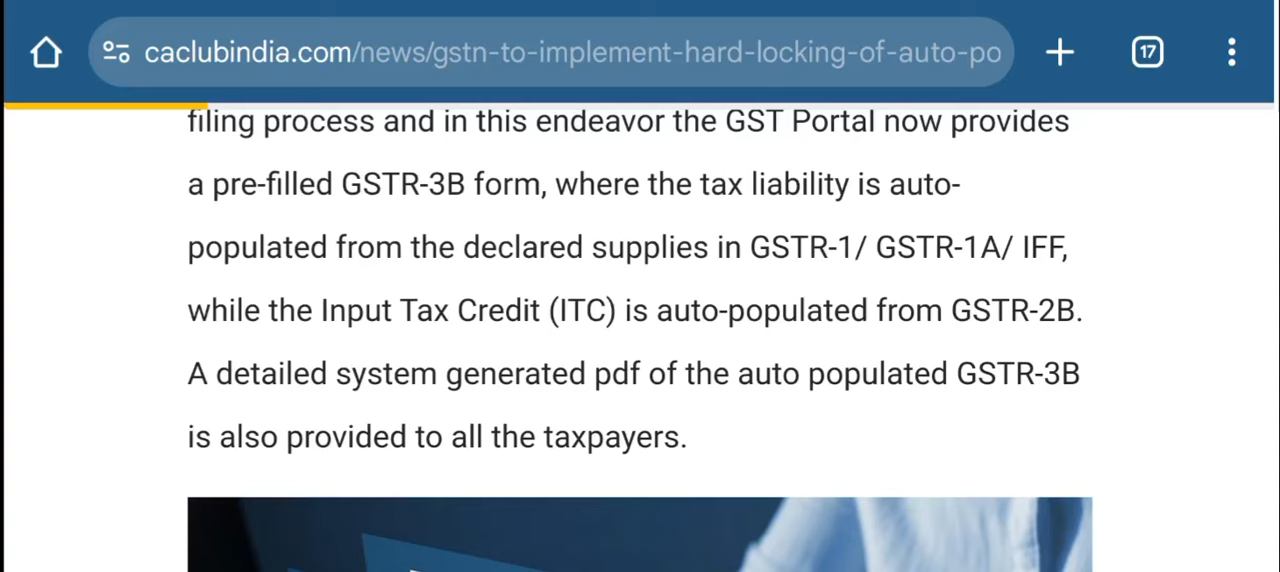 caclubindia.com/news/gstn-to-implement-hard-locking-of-auto-po
17
filing process and in this endeavor the GST Portal now provides
a pre-filled GSTR-3B form, where the tax liability is auto-
populated from the declared supplies in GSTR-1/ GSTR-1A/ IFF,
while the Input Tax Credit (ITC) is auto-populated from GSTR-2B.
A detailed system generated pdf of the auto populated GSTR-3B
is also provided to all the taxpayers.